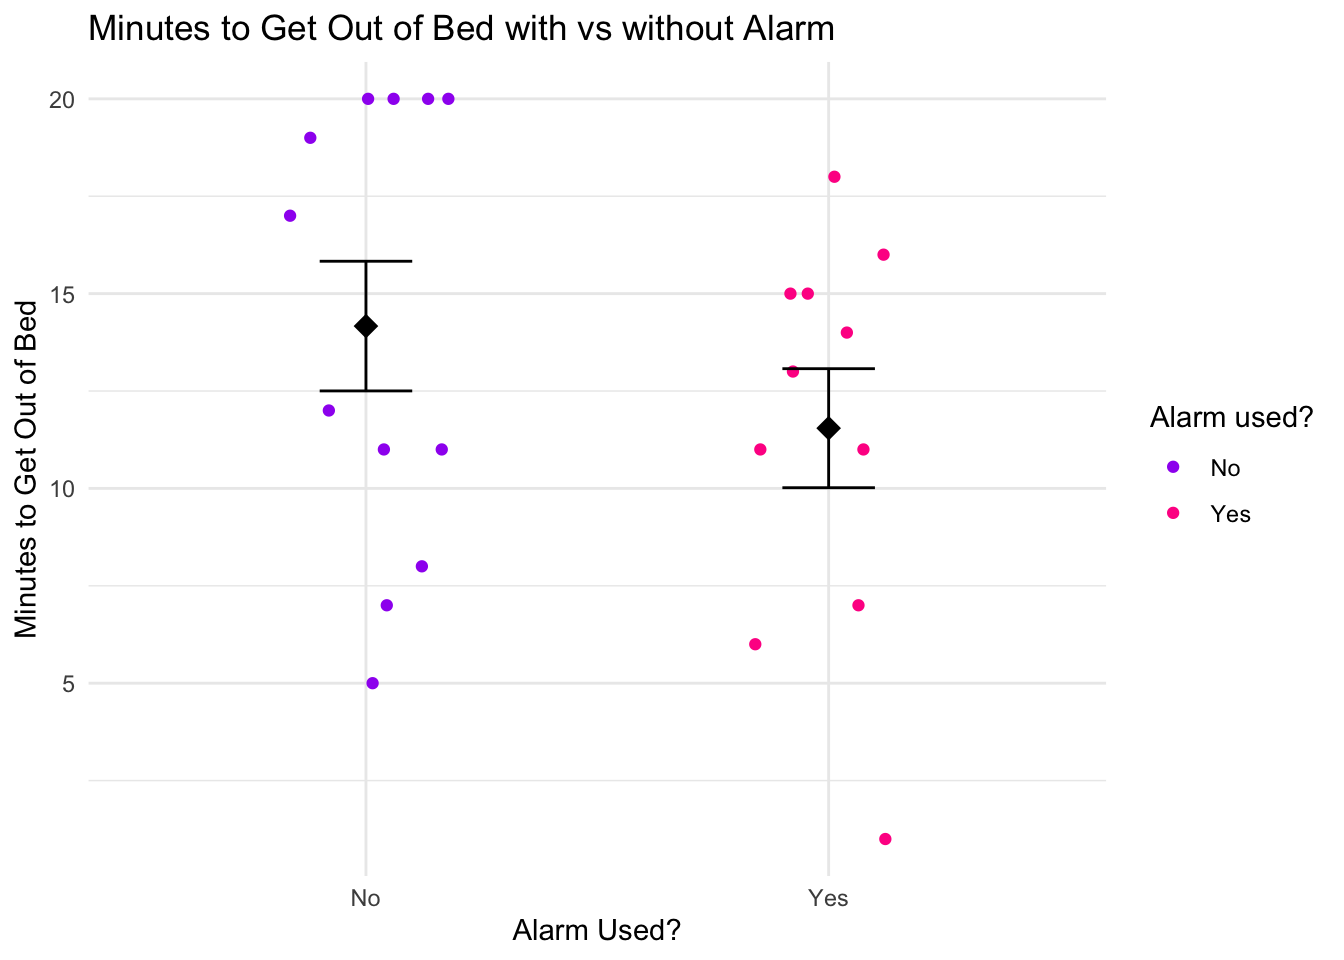 Minutes to Get Out of Bed with vs without Alarm
Minutes to Get Out of Bed
20
15
10
5
No
Yes
Alarm Used?
Alarm used?
No
Yes